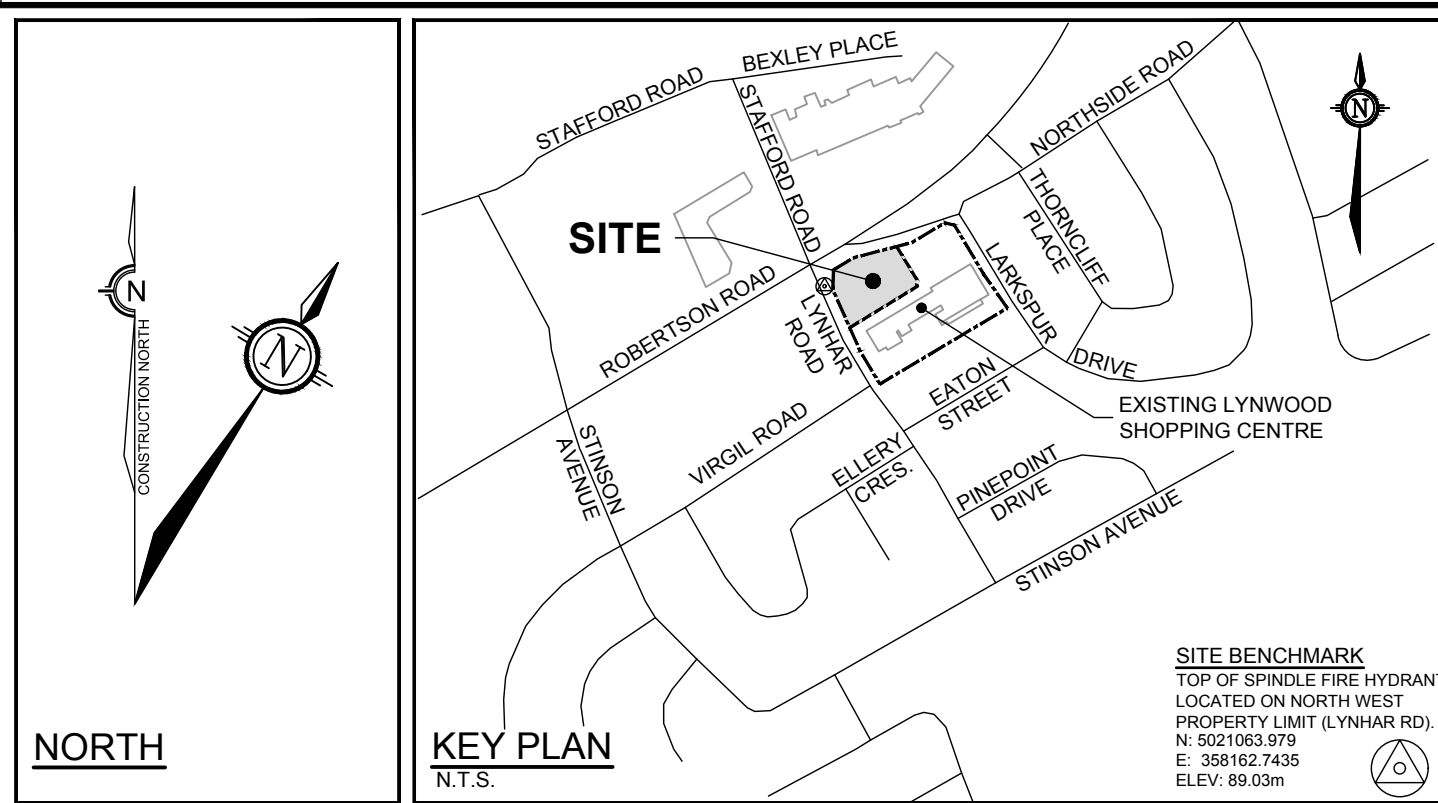 N
CONSTRUCTION NORTH
N
NORTH
BEXLEY PLACE
STAFFORD ROAD
STAFFORD ROAD
NORTHSIDE ROAD
N
THORNCLIFF
PLACE
SITE
LARKSPUR
DRIVE
ROBERTSON ROAD
LYNHAR
ROAD
EATON
STREET
EXISTING LYNWOOD
SHOPPING CENTRE
STINSON
AVENUE
VIRGIL ROAD
ELLERY
CRES.
PINEPOINT
DRIVE
STINSON AVENUE
KEY PLAN
N.T.S.
SITE BENCHMARK
TOP OF SPINDLE FIRE HYDRANT
LOCATED ON NORTH WEST
PROPERTY LIMIT (LYNHAR RD).
N: 5021063.979
E: 358162.7435
ELEV: 89.03m